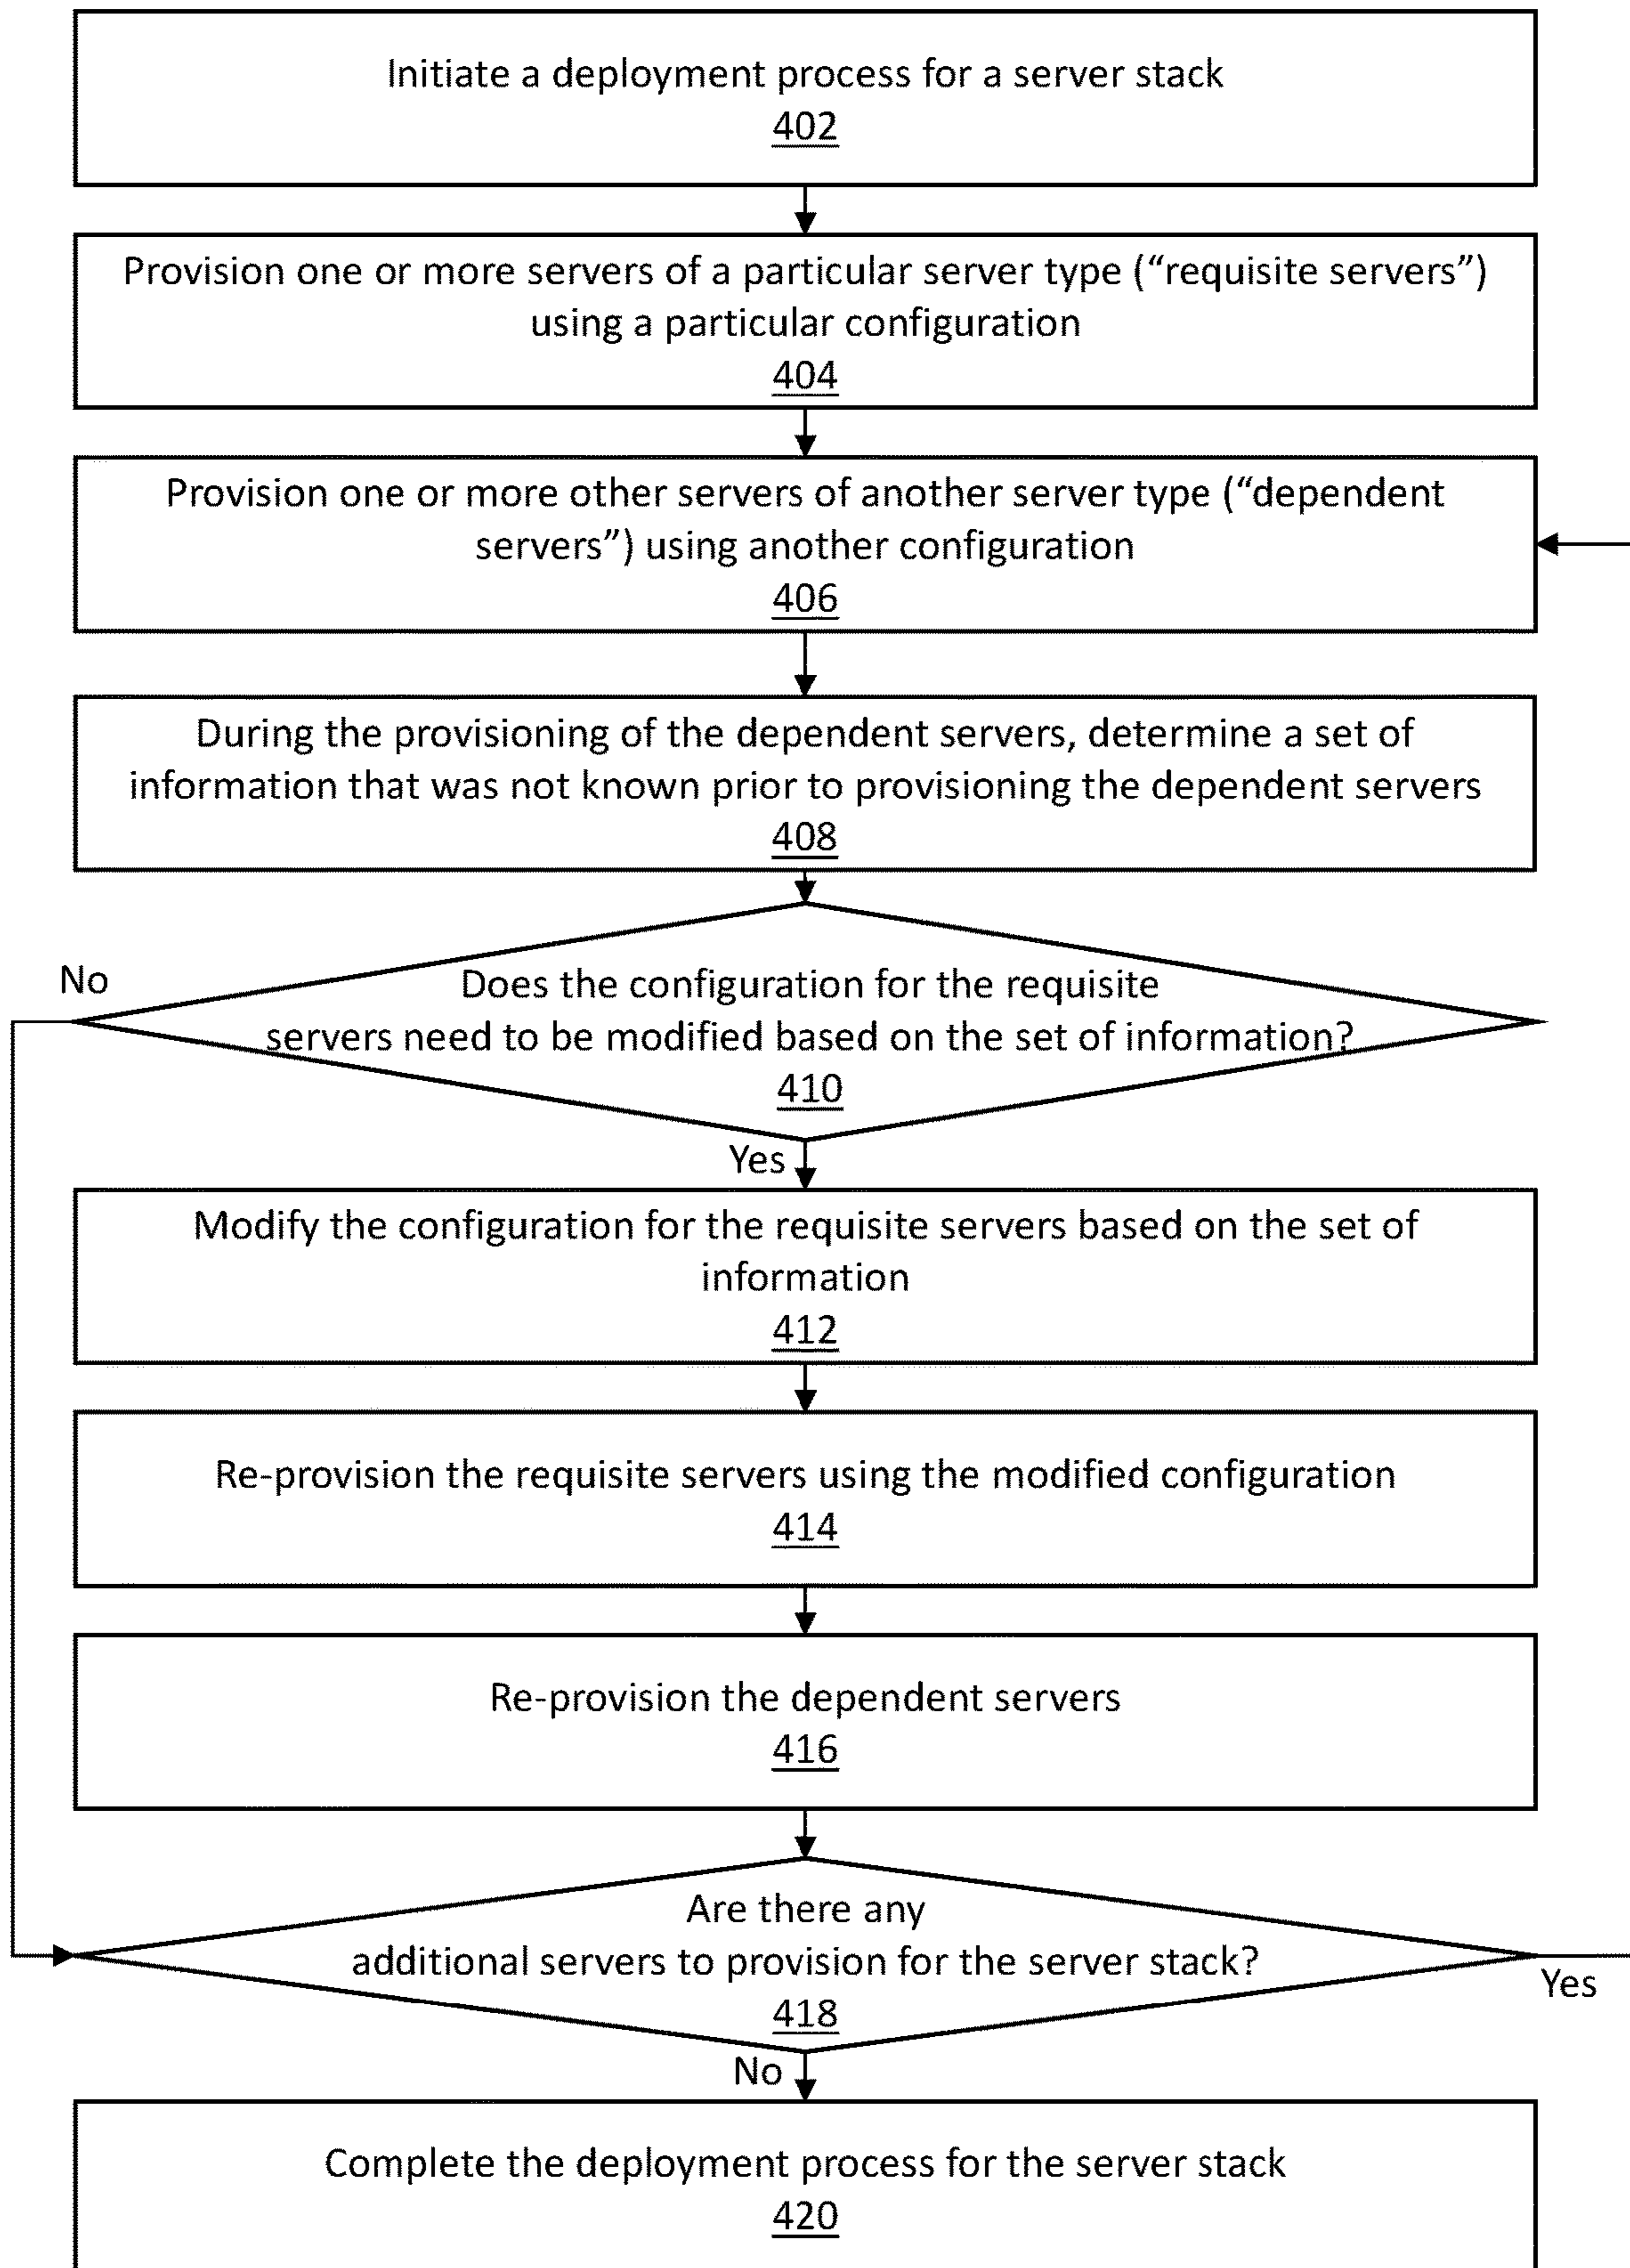 Initiate a deployment process for a server stack
402
Provision one or more servers of a particular server type (“requisite servers”)
using a particular configuration
404
Provision one or more other servers of another server type (“dependent
servers”) using another configuration
406
During the provisioning of the dependent servers, determine a set of
information that was not known prior to provisioning the dependent servers
408
No
Does the configuration for the requisite
servers need to be modified based on the set of information?
410
Yes
Modify the configuration for the requisite servers based on the set of
information
412
Re-provision the requisite servers using the modified configuration
414
Re-provision the dependent servers
416
Are there any
additional servers to provision for the server stack?
418
Yes
No
Complete the deployment process for the server stack
420